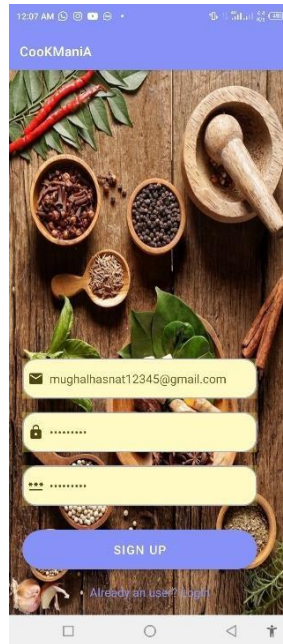 12:07 AM
CooKManiA
mughalhasnat12345@gmail.com
•••••••••
•••••••••
SIGN UP
Already an user? Login